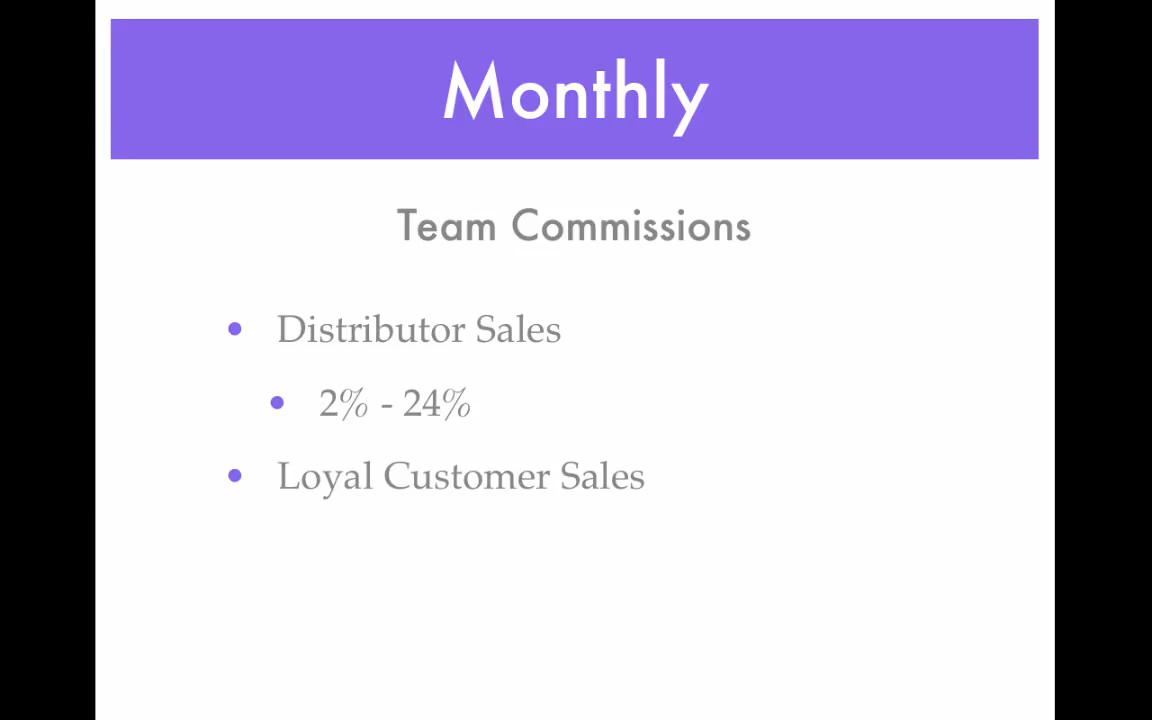 Monthly
Team Commissions
• Distributor Sales
• 2% - 24%
• Loyal Customer Sales